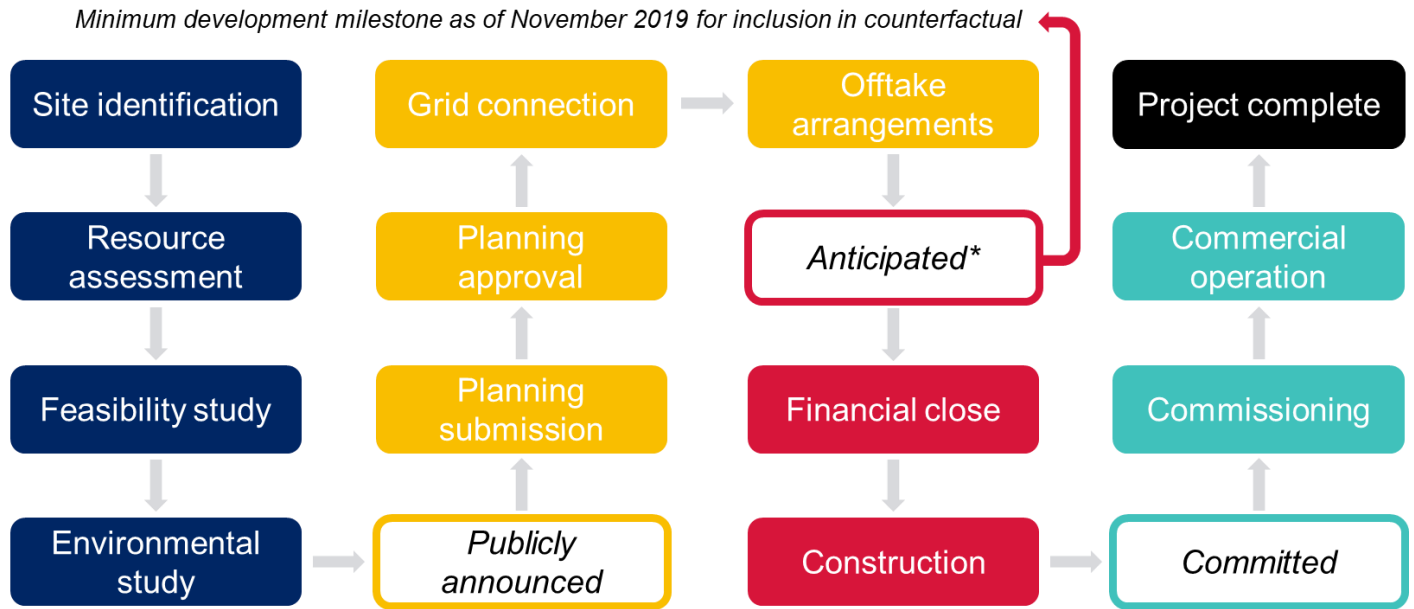 Minimum development milestone as of November 2019 for inclusion in counterfactual
Site identification
Resource
assessment
Feasibility study
Environmental
study
Publicly
announced
Planning
submission
Planning
approval
Grid connection
Offtake
arrangements
Anticipated*
Financial close
Construction
Committed
Commissioning
Commercial
operation
Project complete